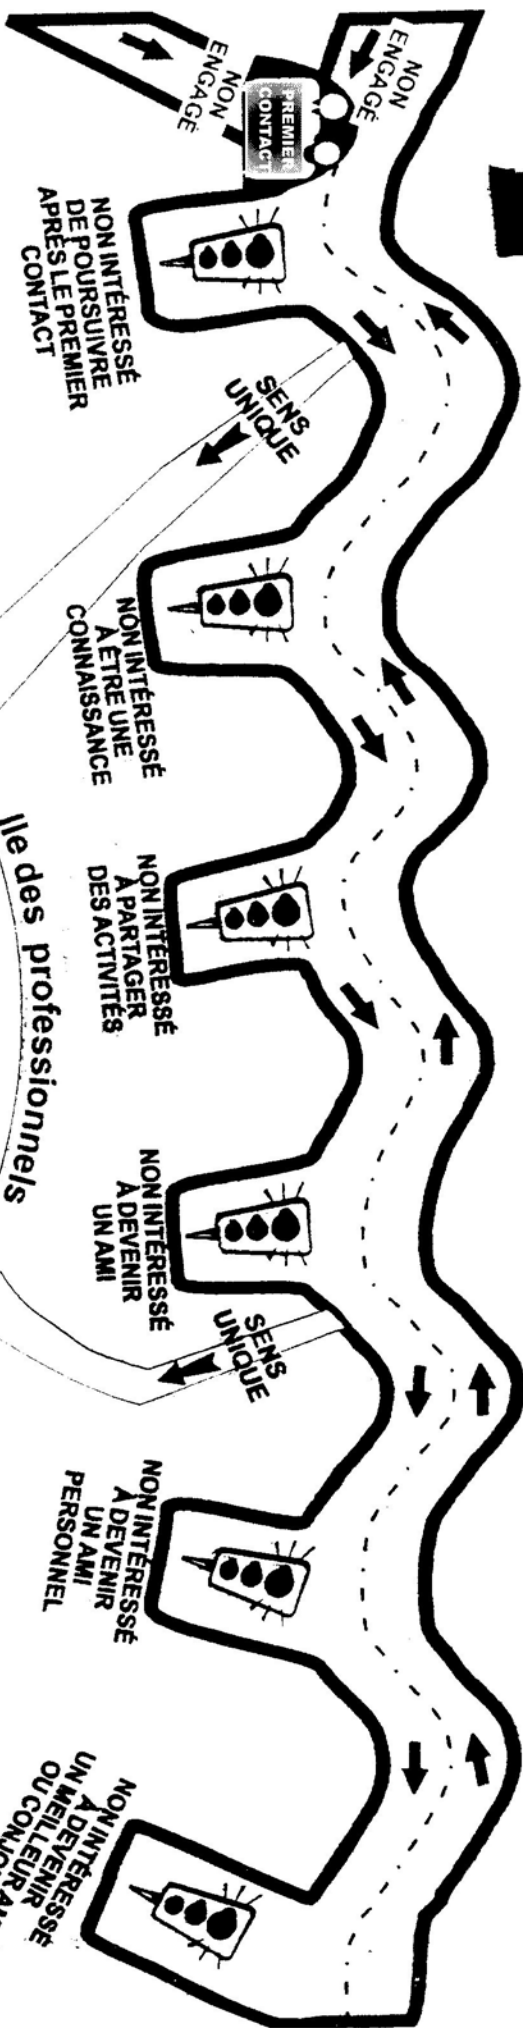 NON
ENGAGÉ
NON
ENGAGÉ
PREMIER
CONTACT
NON INTÉRESSÉ
DE POURSUIVRE
APRÈS LE PREMIER
CONTACT
SENS
UNIQUE
NON INTÉRESSÉ
À ÊTRE UNE
CONNAISSANCE
NON INTÉRESSÉ
À PARTAGER
DES ACTIVITÉS
Ile des professionnels
NON INTÉRESSÉ
À DEVENIR
UN AMI
SENS
UNIQUE
NON INTÉRESSÉ
À DEVENIR
UN AMI
PERSONNEL
NON INTÉRESSÉ
À DEVENIR
UN MEILLEUR
OU